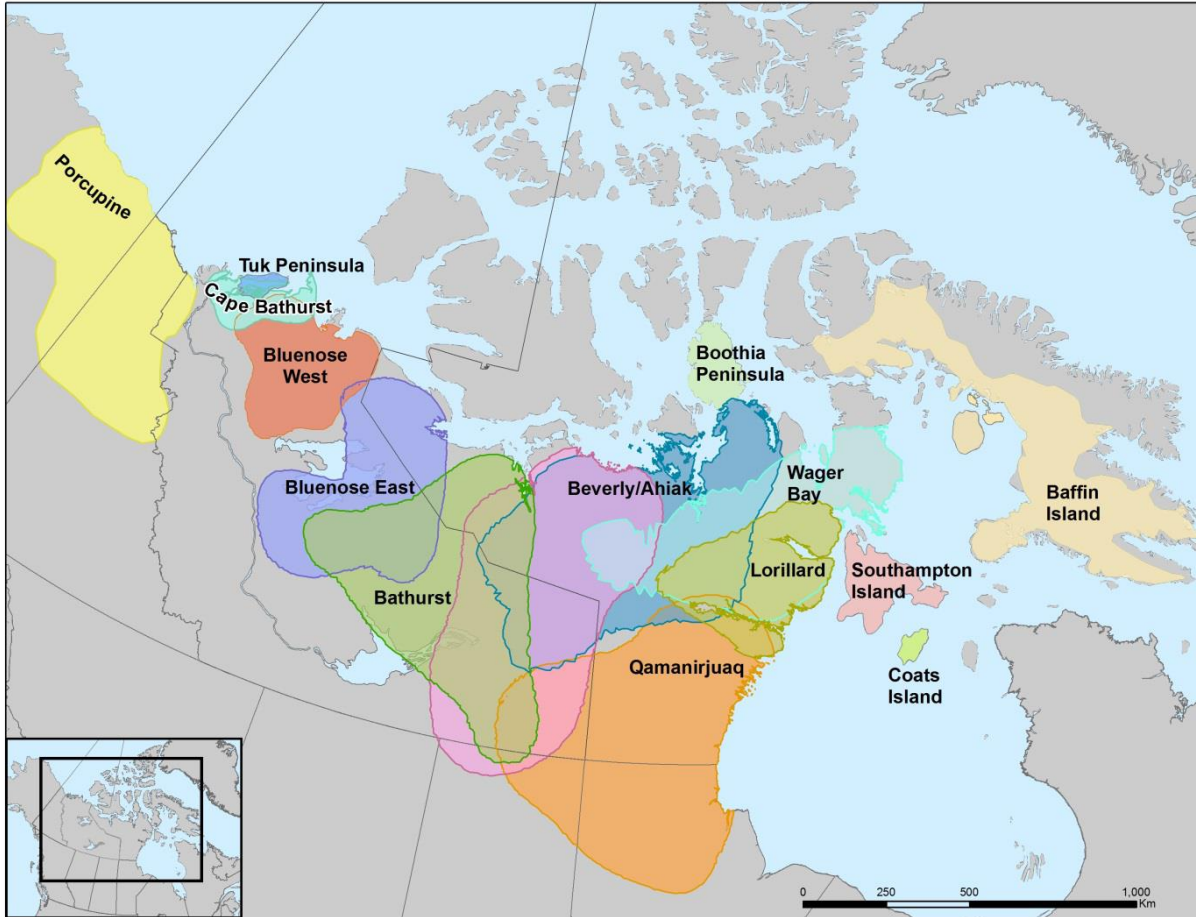 Porcupine
Tuk Peninsula
Cape Bathurst
Bluenose
West
Boothia
Peninsula
Bluenose East
Beverly/Ahiak
Wager
Bay
Baffin
Island
Bathurst
Lorillard
Southampton
Island
Qamanirjuaq
Coats
Island
0 250 500 1,000
Km